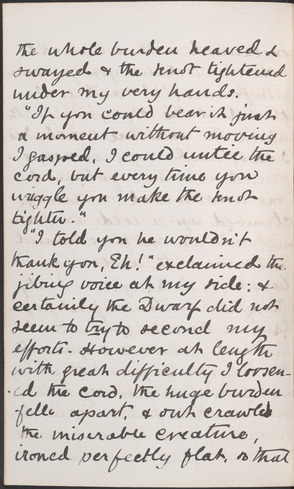 the whole burden heaved &
swayed & the knot tightened
under my very hands.
"If you could bear it just
a moment without moving
I gasped, I could untie the
cord, but every time you
wriggle you make the knot
tighter."
"I told you he wouldn't
thank you, Eh!" exclaimed the
jibing voice at my side: &
certainly the Dwarf did not
seem to try to second my
efforts. However at length
with great difficulty I loosen-
ed the cord, the huge burden
fell apart, & out crawled
the miserable creature,
ironed perfectly flat, so that